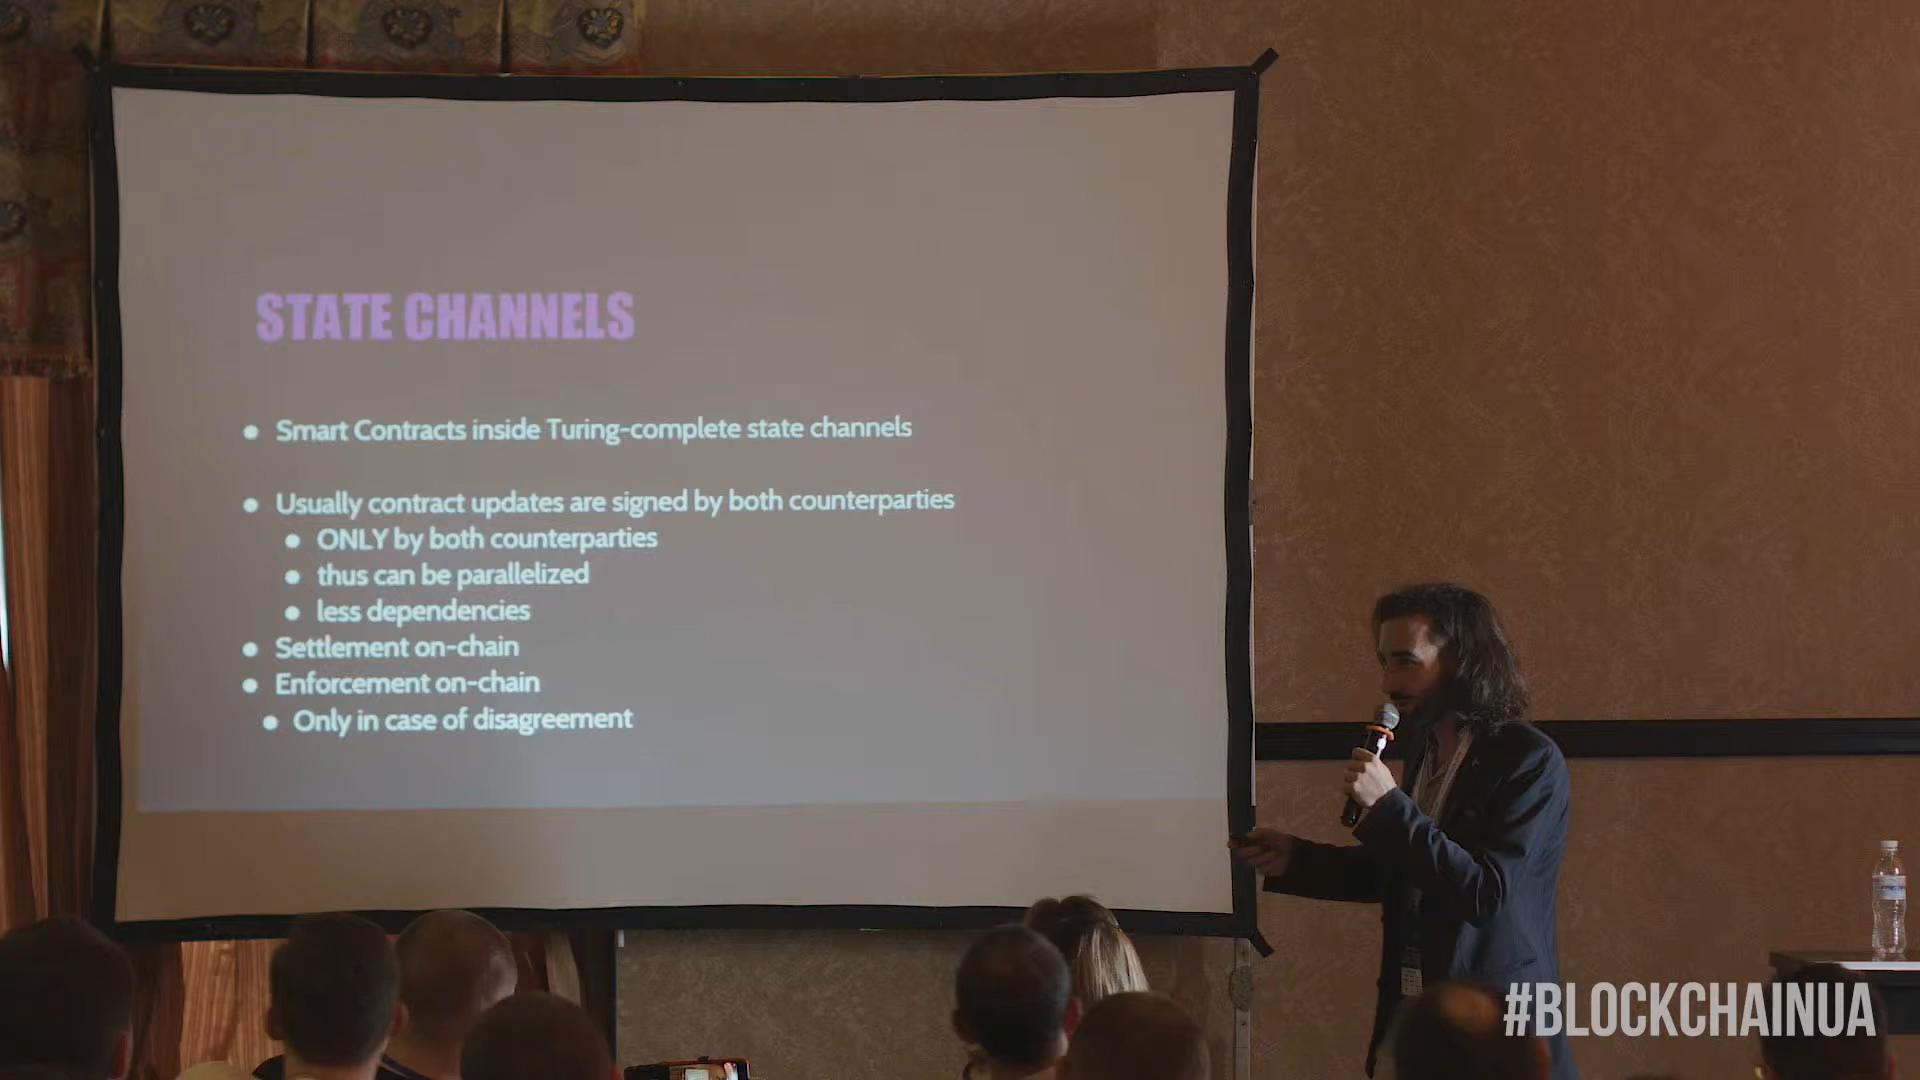 STATE CHANNELS
Smart Contracts inside Turing-complete state channels
Usually contract updates are signed by both counterparties
ONLY by both counterparties
thus can be parallelized
less dependencies
Settlement on-chain
Enforcement on-chain
Only in case of disagreement
#BLOCKCHAINUA